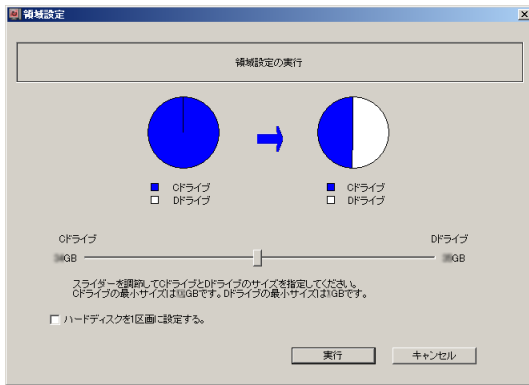 領域設定
領域設定の実行
Cドライブ
Dドライブ
Cドライブ
Dドライブ
Cドライブ
Dドライブ
GB
GB
スライダーを調節してCドライブとDドライブのサイズを指定してください。
Cドライブの最小サイズはGBです。Dドライブの最小サイズは1GBです。
ハードディスクを1区画に設定する。
実行
キャンセル